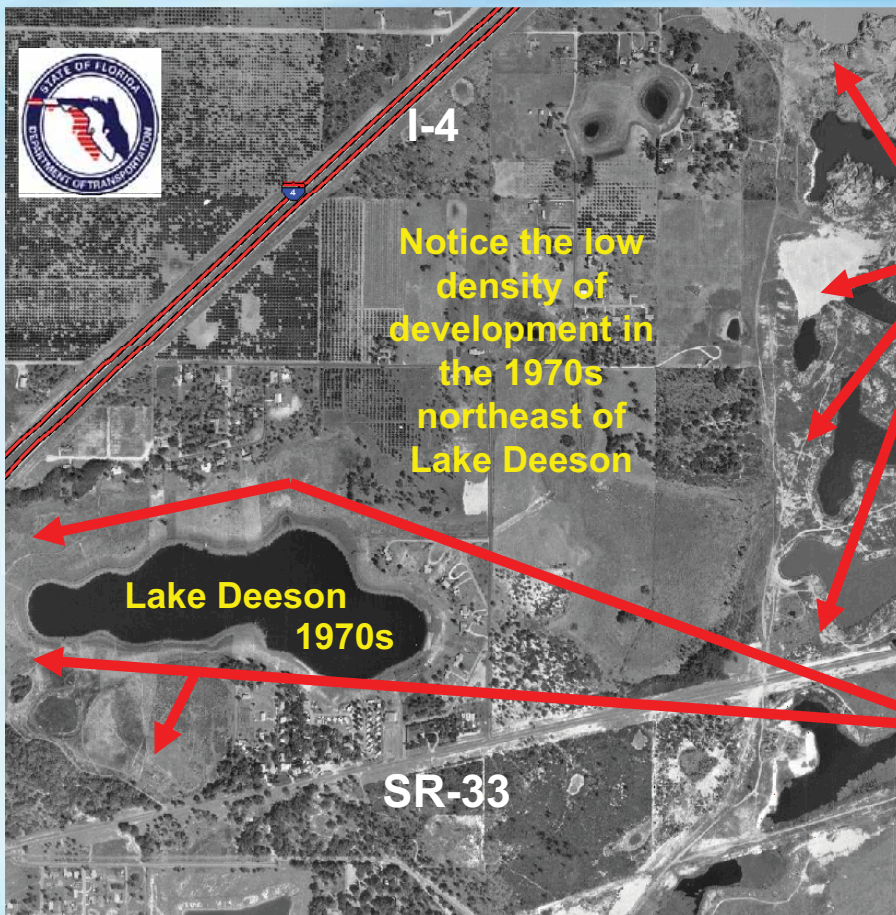 STATE OF FLORIDA
DEPARTMENT OF TRANSPORTATION
I-4
4
Notice the low
density of
development in
the 1970s
northeast of
Lake Deeson
Lake Deeson
1970s
SR-33